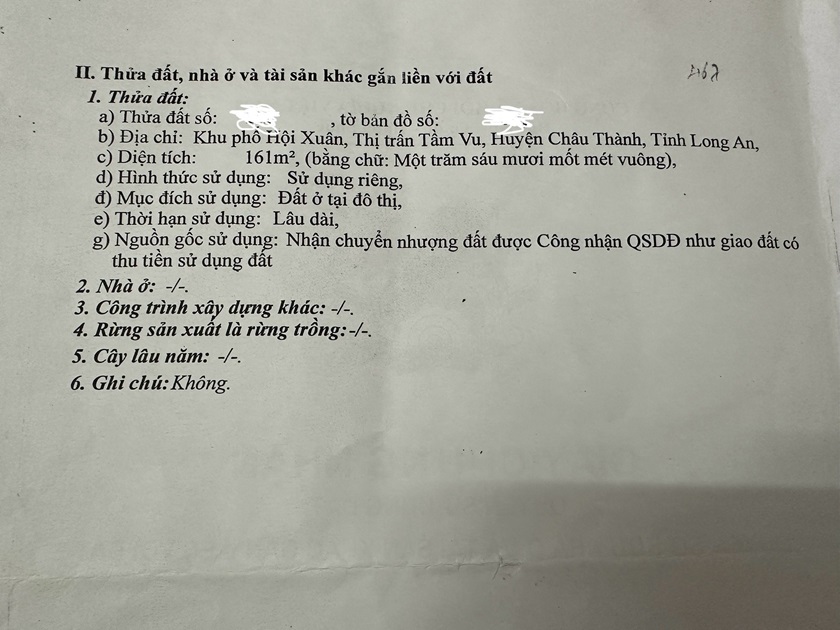 II. Thửa đất, nhà ở và tài sản khác gắn liền với đất
1. Thửa đất:
a) Thửa đất số: , tờ bản đồ số:
b) Địa chỉ: Khu phố Hội Xuân, Thị trấn Tầm Vu, Huyện Châu Thành, Tỉnh Long An,
c) Diện tích: 161m², (bằng chữ: Một trăm sáu mươi mốt mét vuông),
d) Hình thức sử dụng: Sử dụng riêng,
đ) Mục đích sử dụng: Đất ở tại đô thị,
e) Thời hạn sử dụng: Lâu dài,
g) Nguồn gốc sử dụng: Nhận chuyển nhượng đất được Công nhận QSDĐ như giao đất có
thu tiền sử dụng đất
2. Nhà ở: -/-.
3. Công trình xây dựng khác: -/-.
4. Rừng sản xuất là rừng trồng: -/-.
5. Cây lâu năm: -/-.
6. Ghi chú: Không.